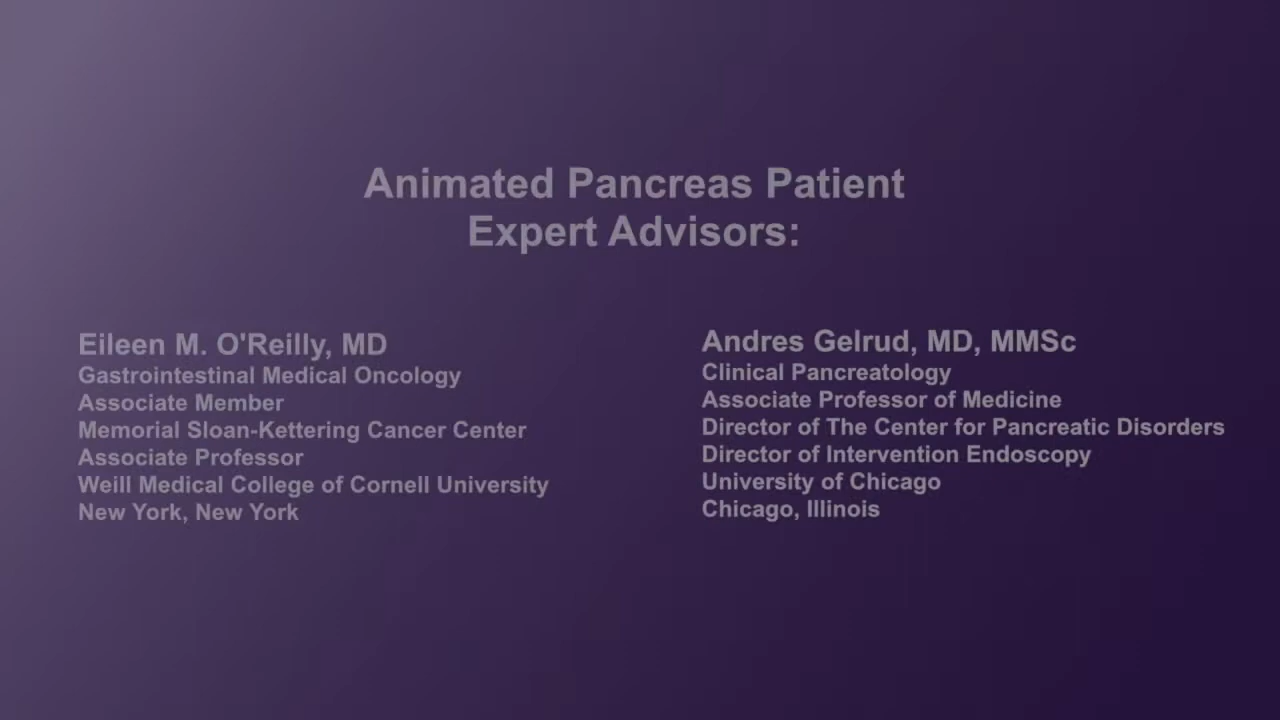 Animated Pancreas Patient
Expert Advisors:
Eileen M. O'Reilly, MD
Gastrointestinal Medical Oncology
Associate Member
Memorial Sloan-Kettering Cancer Center
Associate Professor
Weill Medical College of Cornell University
New York, New York
Andres Gelrud, MD, MMSc
Clinical Pancreatology
Associate Professor of Medicine
Director of The Center for Pancreatic Disorders
Director of Intervention Endoscopy
University of Chicago
Chicago, Illinois